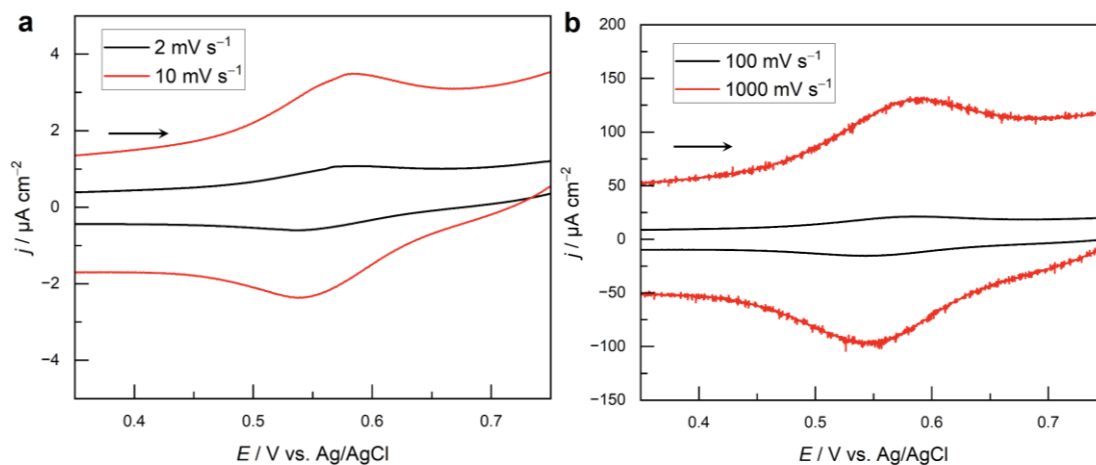 a
2 mV s⁻¹
10 mV s⁻¹
4
2
0
−2
−4
j / µA cm⁻²
0.4 0.5 0.6 0.7
E / V vs. Ag/AgCl
b
100 mV s⁻¹
1000 mV s⁻¹
200
150
100
50
0
−50
−100
−150
j / µA cm⁻²
0.4 0.5 0.6 0.7
E / V vs. Ag/AgCl